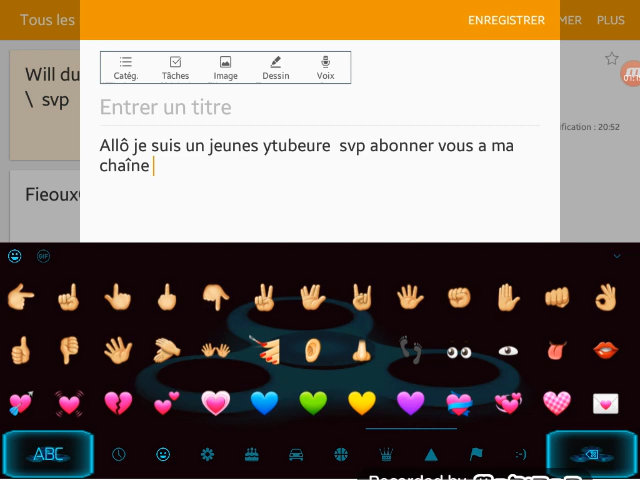 Tous les
ENREGISTRER
MER
PLUS
Will du
\ svp
Catég.
Tâches
Image
Dessin
Voix
Entrer un titre
ification : 20:52
Allô je suis un jeunes ytubeure svp abonner vous a ma
chaîne
Fieoux
GIF
ABC
:-)
Recorded by